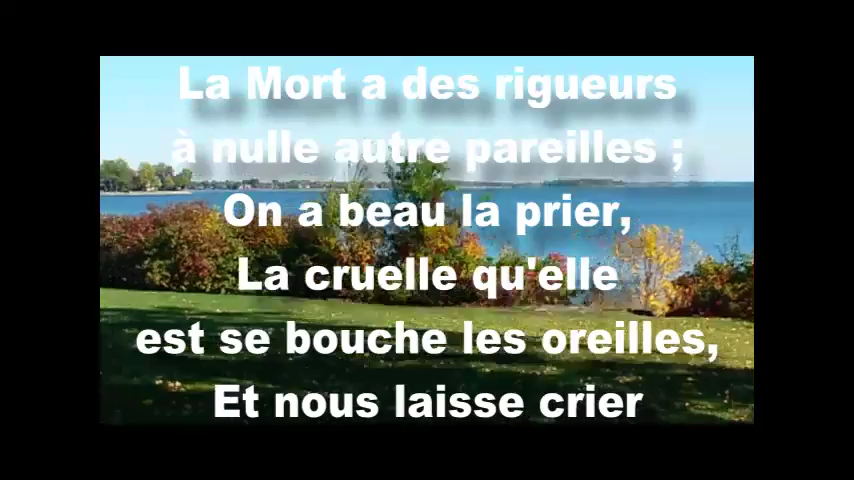 La Mort a des rigueurs
à nulle autre pareilles ;
On a beau la prier,
La cruelle qu'elle
est se bouche les oreilles,
Et nous laisse crier